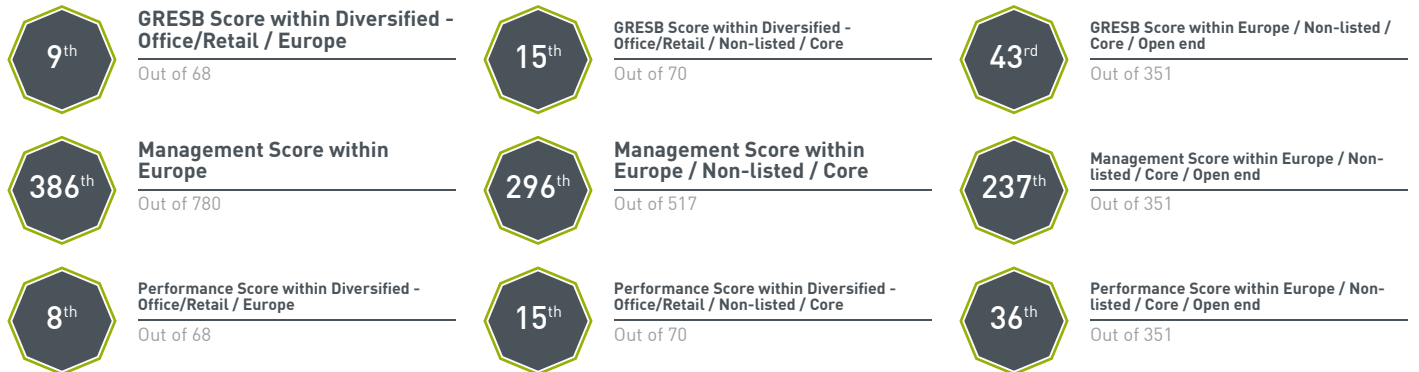 9th
GRESB Score within Diversified -
Office/Retail / Europe
Out of 68
15th
GRESB Score within Diversified -
Office/Retail / Non-listed / Core
Out of 70
43rd
GRESB Score within Europe / Non-listed /
Core / Open end
Out of 351
386th
Management Score within
Europe
Out of 780
296th
Management Score within
Europe / Non-listed / Core
Out of 517
237th
Management Score within Europe / Non-
listed / Core / Open end
Out of 351
8th
Performance Score within Diversified -
Office/Retail / Europe
Out of 68
15th
Performance Score within Diversified -
Office/Retail / Non-listed / Core
Out of 70
36th
Performance Score within Europe / Non-
listed / Core / Open end
Out of 351